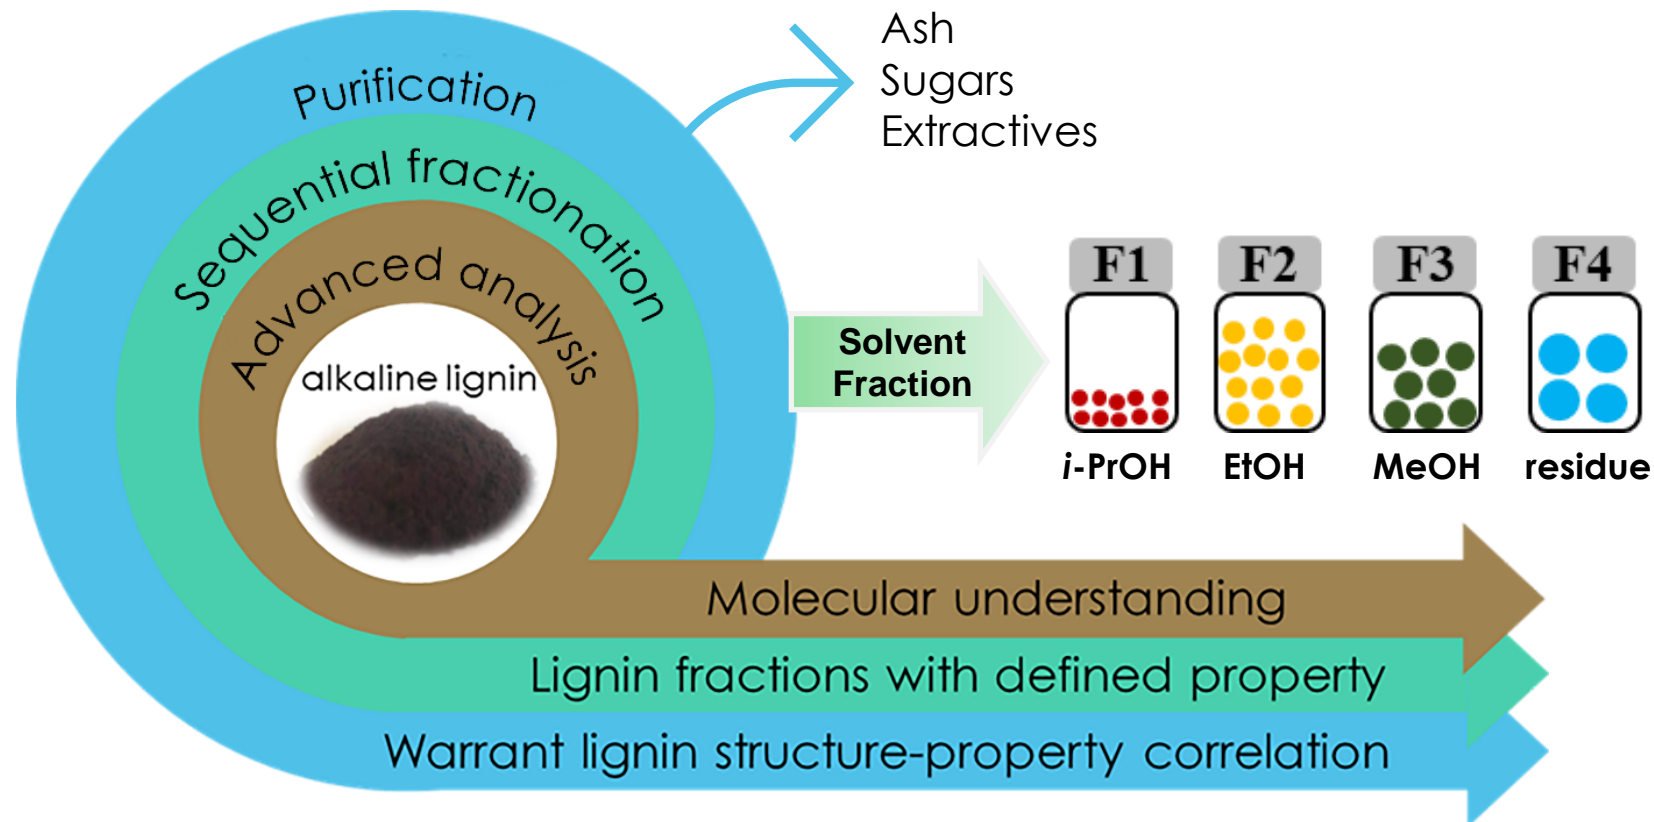 Purification
Sequential fractionation
Advanced analysis
alkaline lignin
Ash
Sugars
Extractives
Solvent
Fraction
F1 F2 F3 F4
i-PrOH EtOH MeOH residue
Molecular understanding
Lignin fractions with defined property
Warrant lignin structure-property correlation